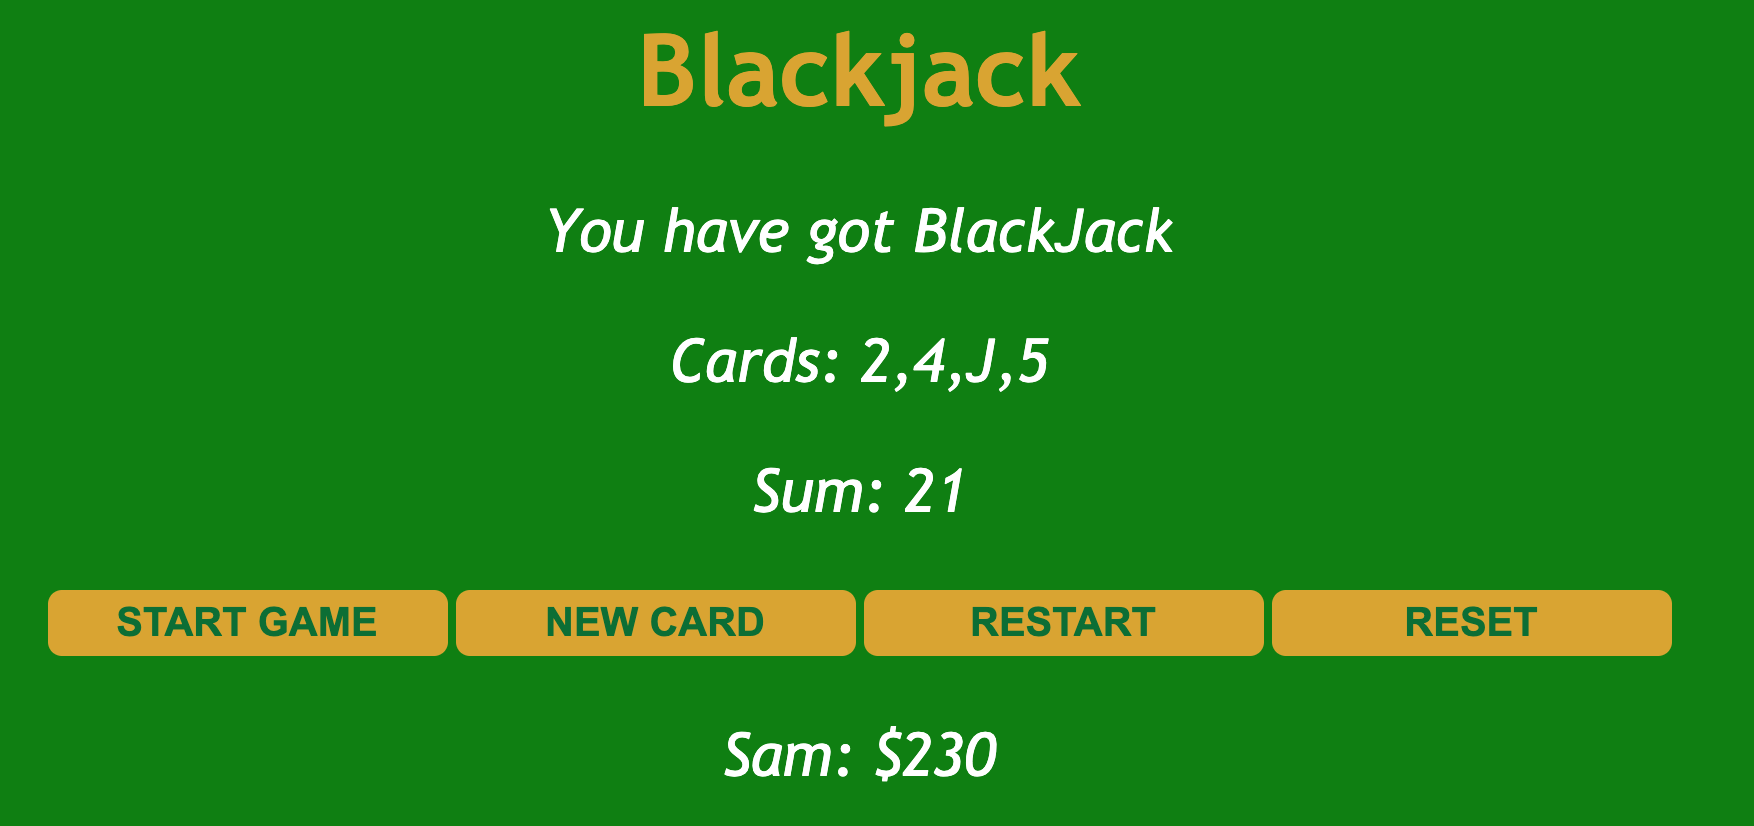 Blackjack
You have got BlackJack
Cards: 2,4,J,5
Sum: 21
START GAME NEW CARD RESTART RESET
Sam: $230